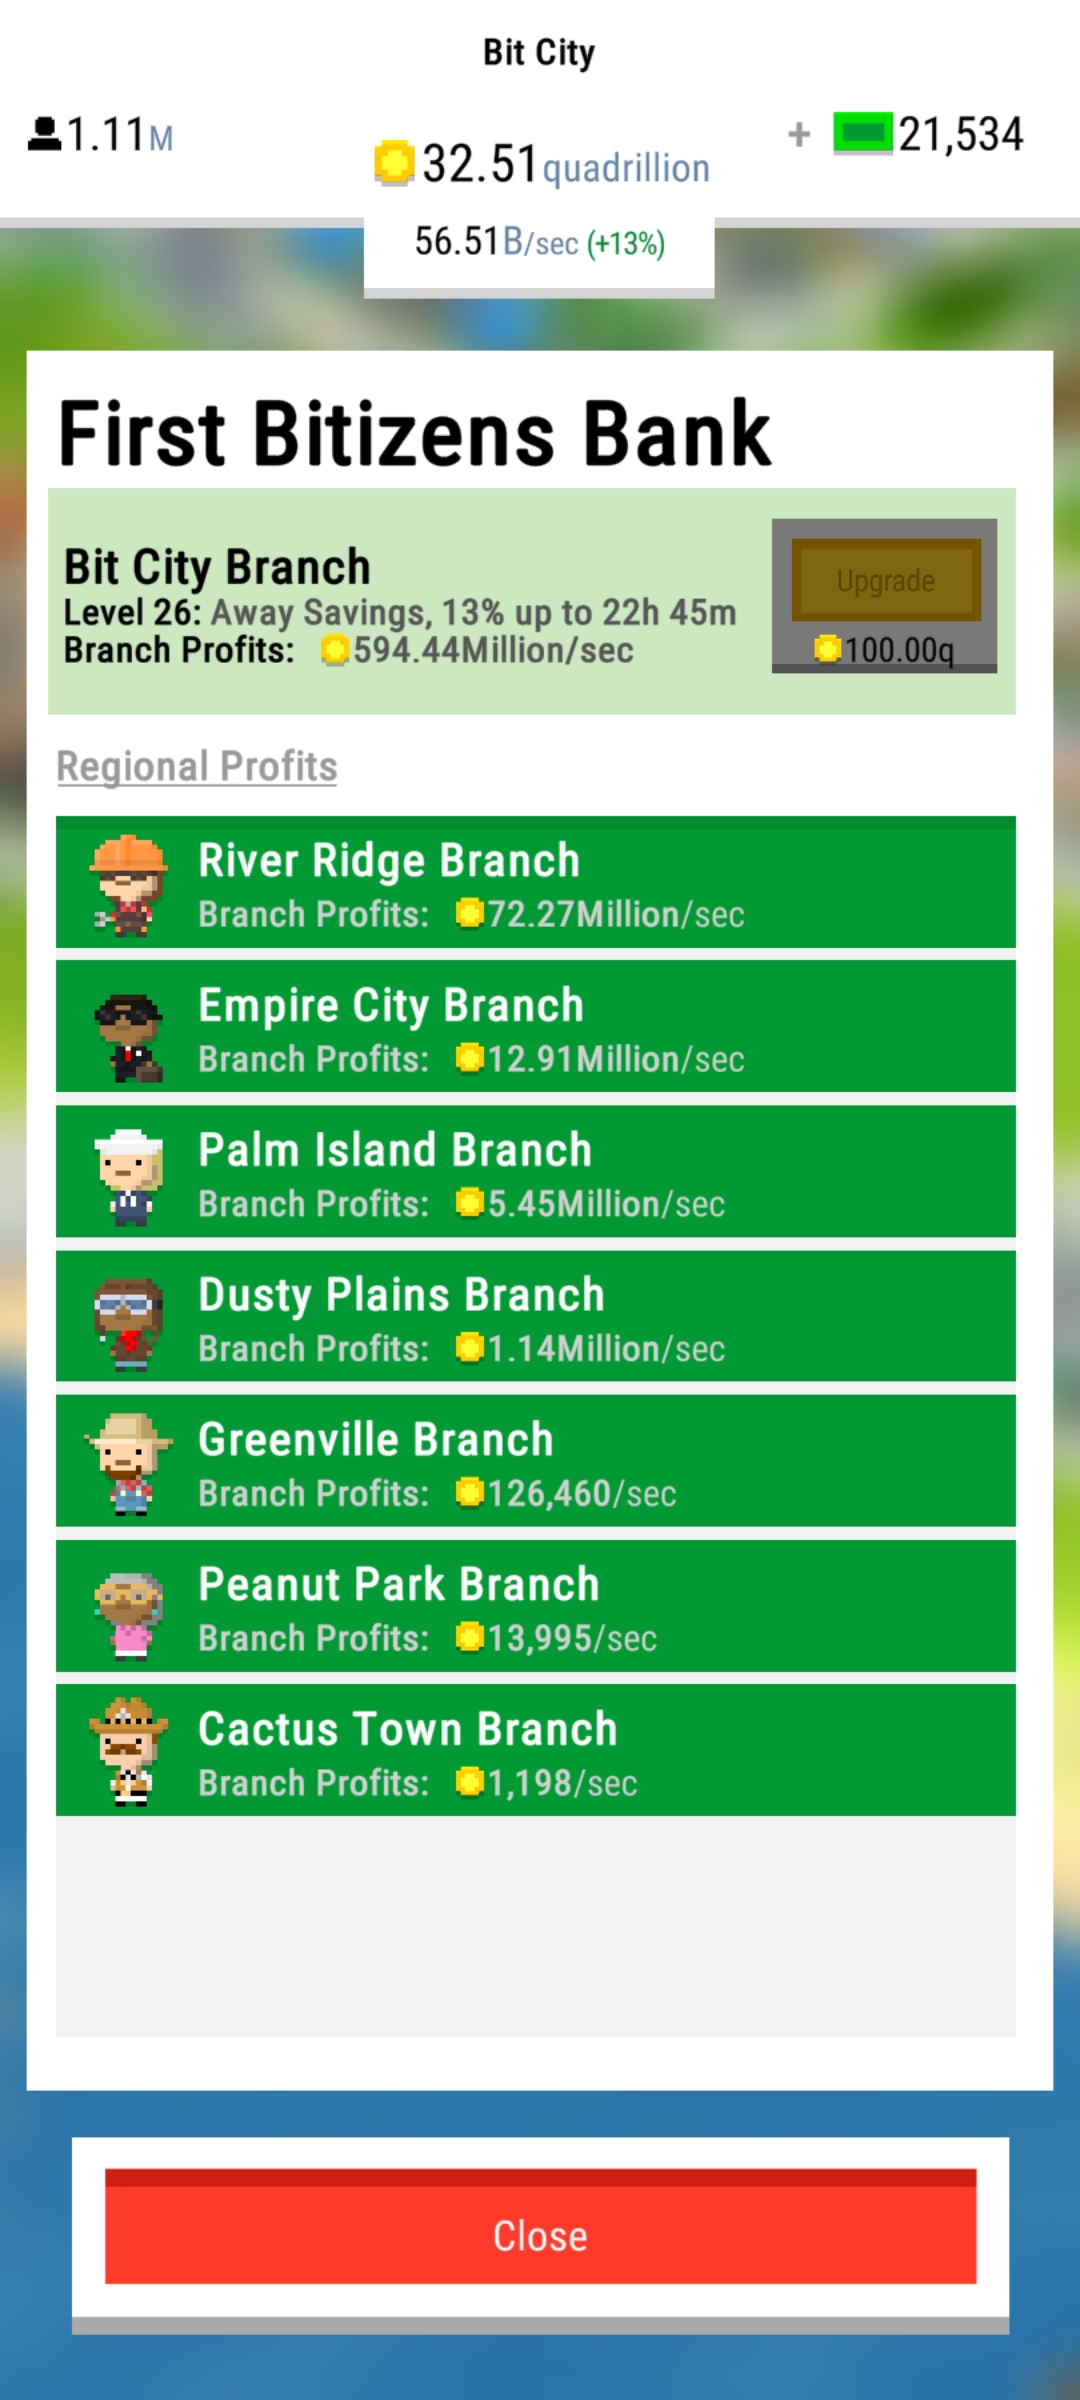 Bit City
1.11M
+ 21,534
32.51quadrillion
56.51B/sec (+13%)
First Bitizens Bank
Bit City Branch
Level 26: Away Savings, 13% up to 22h 45m
Branch Profits: 594.44Million/sec
Upgrade
100.00q
Regional Profits
River Ridge Branch
Branch Profits: 72.27Million/sec
Empire City Branch
Branch Profits: 12.91Million/sec
Palm Island Branch
Branch Profits: 5.45Million/sec
Dusty Plains Branch
Branch Profits: 1.14Million/sec
Greenville Branch
Branch Profits: 126,460/sec
Peanut Park Branch
Branch Profits: 13,995/sec
Cactus Town Branch
Branch Profits: 1,198/sec
Close